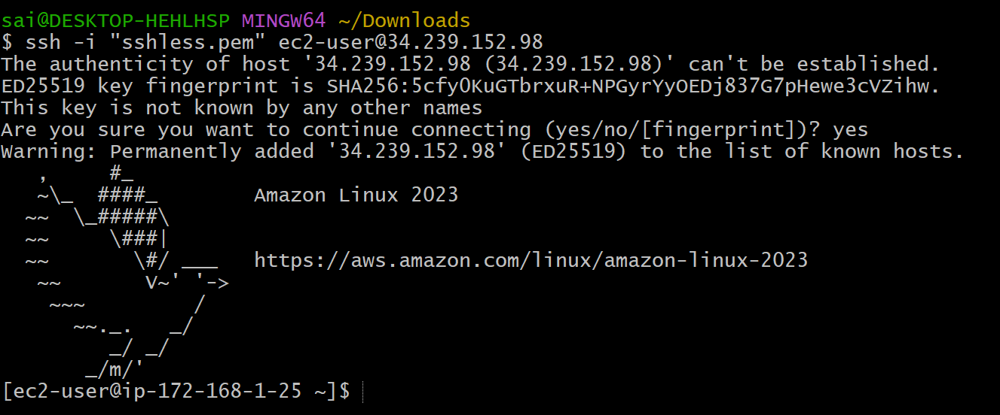 sai@DESKTOP-HEHLHSP MINGW64 ~/Downloads
$ ssh -i "sshless.pem" ec2-user@34.239.152.98
The authenticity of host '34.239.152.98 (34.239.152.98)' can't be established.
ED25519 key fingerprint is SHA256:5cfyOKuGTbrxuR+NPGyrYyOEDj837G7pHewe3cVZihw.
This key is not known by any other names
Are you sure you want to continue connecting (yes/no/[fingerprint])? yes
Warning: Permanently added '34.239.152.98' (ED25519) to the list of known hosts.
   ,     #_
   ~\_  ####_        Amazon Linux 2023
  ~~  \_#####\
  ~~     \###|
  ~~       \#/ ___   https://aws.amazon.com/linux/amazon-linux-2023
   ~~       V~' '->
    ~~~         /
      ~~._.   _/
         _/ _/
       _/m/'
[ec2-user@ip-172-168-1-25 ~]$